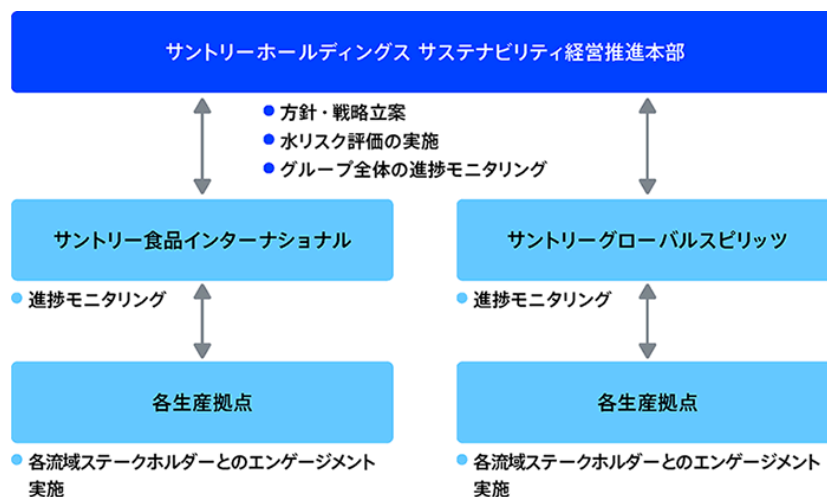 サントリーホールディングス サステナビリティ経営推進本部
● 方針・戦略立案
● 水リスク評価の実施
● グループ全体の進捗モニタリング
サントリー食品インターナショナル
サントリーグローバルスピリッツ
● 進捗モニタリング
● 進捗モニタリング
各生産拠点
各生産拠点
● 各流域ステークホルダーとのエンゲージメント
実施
● 各流域ステークホルダーとのエンゲージメント
実施